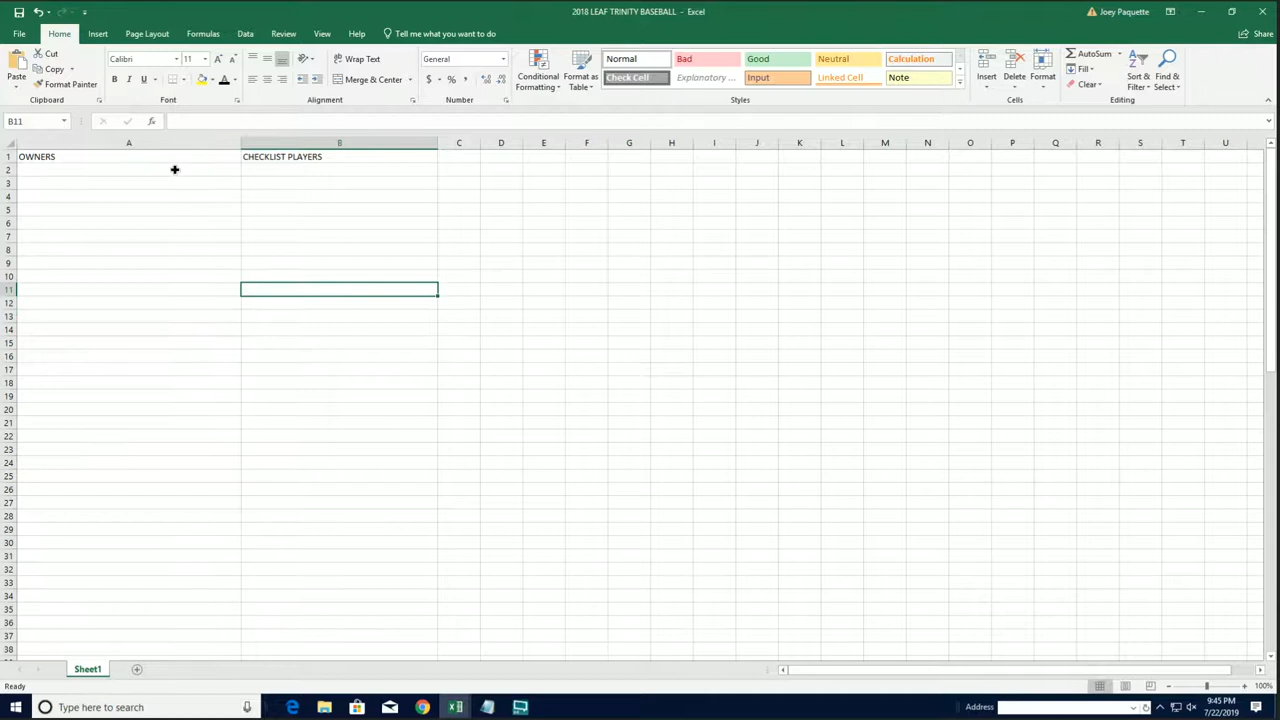 2018 LEAF TRINITY BASEBALL - Excel
Joey Paquette
File Home Insert Page Layout Formulas Data Review View Help Tell me what you want to do Share
Paste
Cut
Copy
Format Painter
Clipboard
Calibri 11
B I U
Font
Wrap Text
Merge & Center
Alignment
General
$ % ,
Number
Conditional Formatting
Format as Table
Normal Bad Good Neutral Calculation
Check Cell Explanatory ... Input Linked Cell Note
Styles
Insert Delete Format
Cells
AutoSum
Fill
Clear
Sort & Filter
Find & Select
Editing
B11 fx
A B C D E F G H I J K L M N O P Q R S T U
1 OWNERS CHECKLIST PLAYERS
2
3
4
5
6
7
8
9
10
11
12
13
14
15
16
17
18
19
20
21
22
23
24
25
26
27
28
29
30
31
32
33
34
35
36
37
38
Sheet1
Ready 100%
Type here to search
Address
9:45 PM
7/22/2019